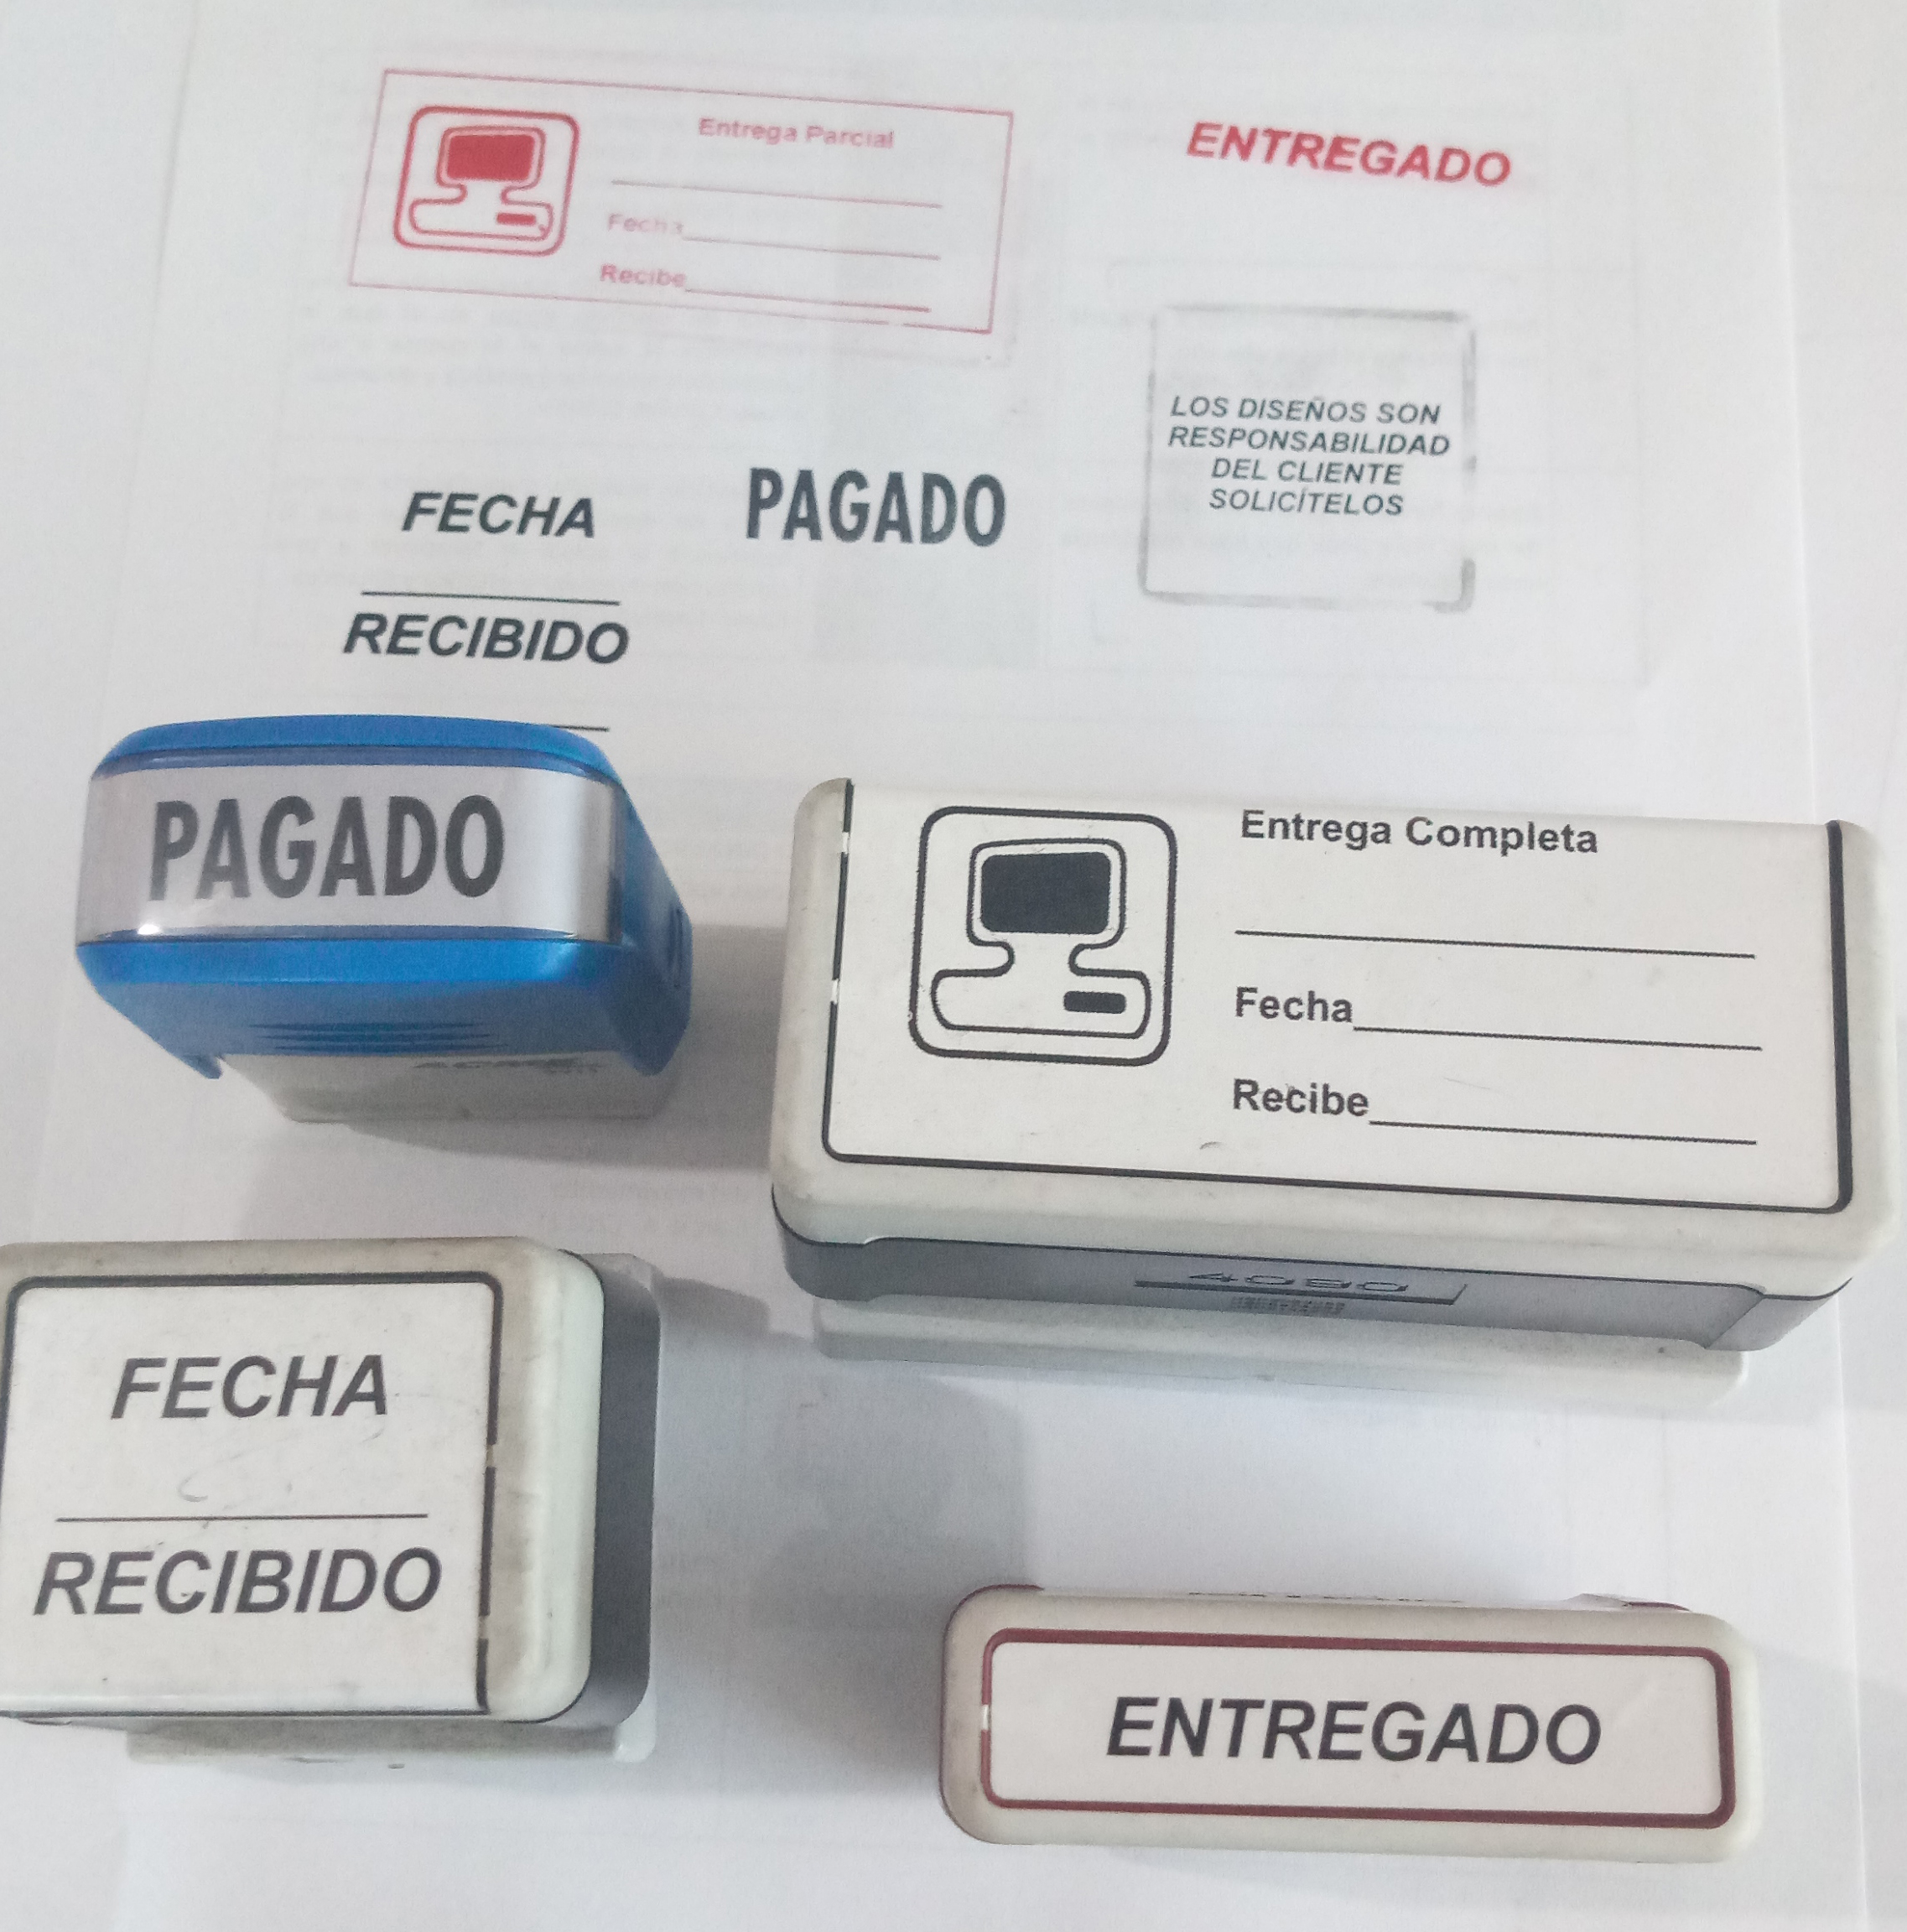 Entrega Parcial
Fecha
Recibe
ENTREGADO
LOS DISEÑOS SON
RESPONSABILIDAD
DEL CLIENTE
SOLICÍTELOS
FECHA
RECIBIDO
PAGADO
PAGADO
Entrega Completa
Fecha
Recibe
4090
FECHA
RECIBIDO
ENTREGADO